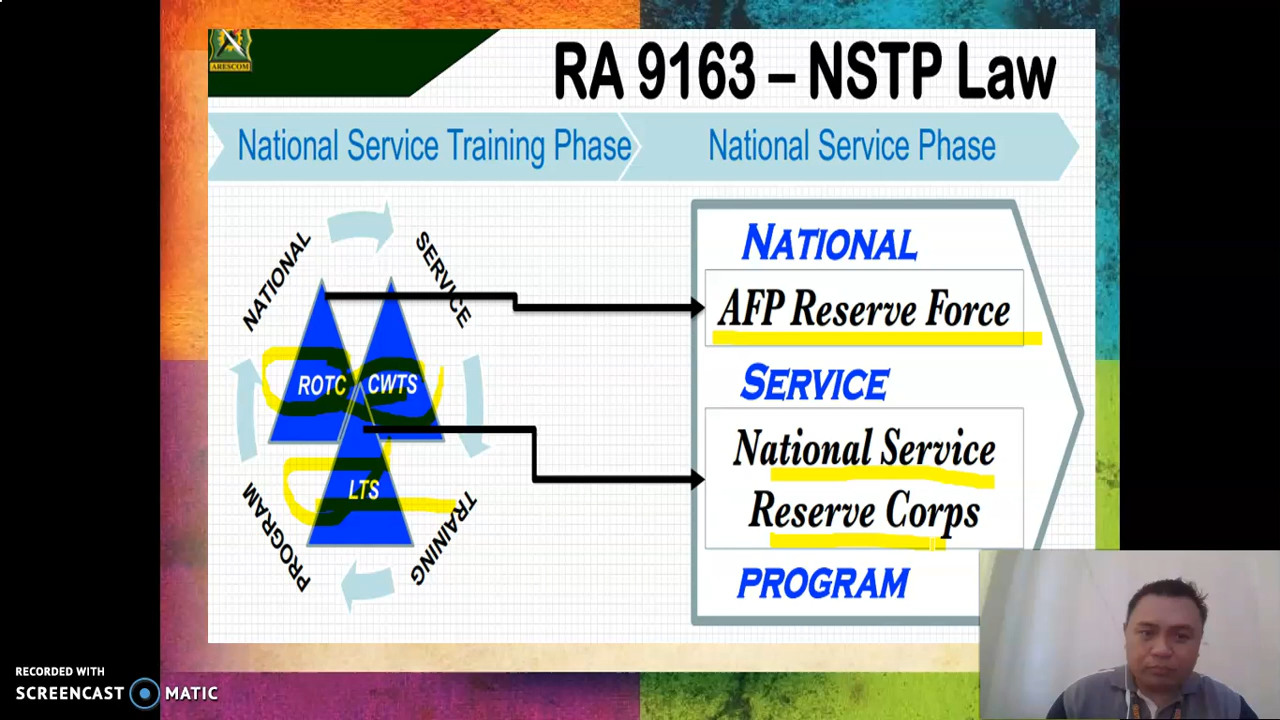 ARESCOM
RA 9163 – NSTP Law
National Service Training Phase
National Service Phase
NATIONAL
SERVICE
TRAINING
PROGRAM
ROTC
CWTS
LTS
NATIONAL
AFP Reserve Force
SERVICE
National Service
Reserve Corps
PROGRAM
RECORDED WITH
SCREENCAST MATIC